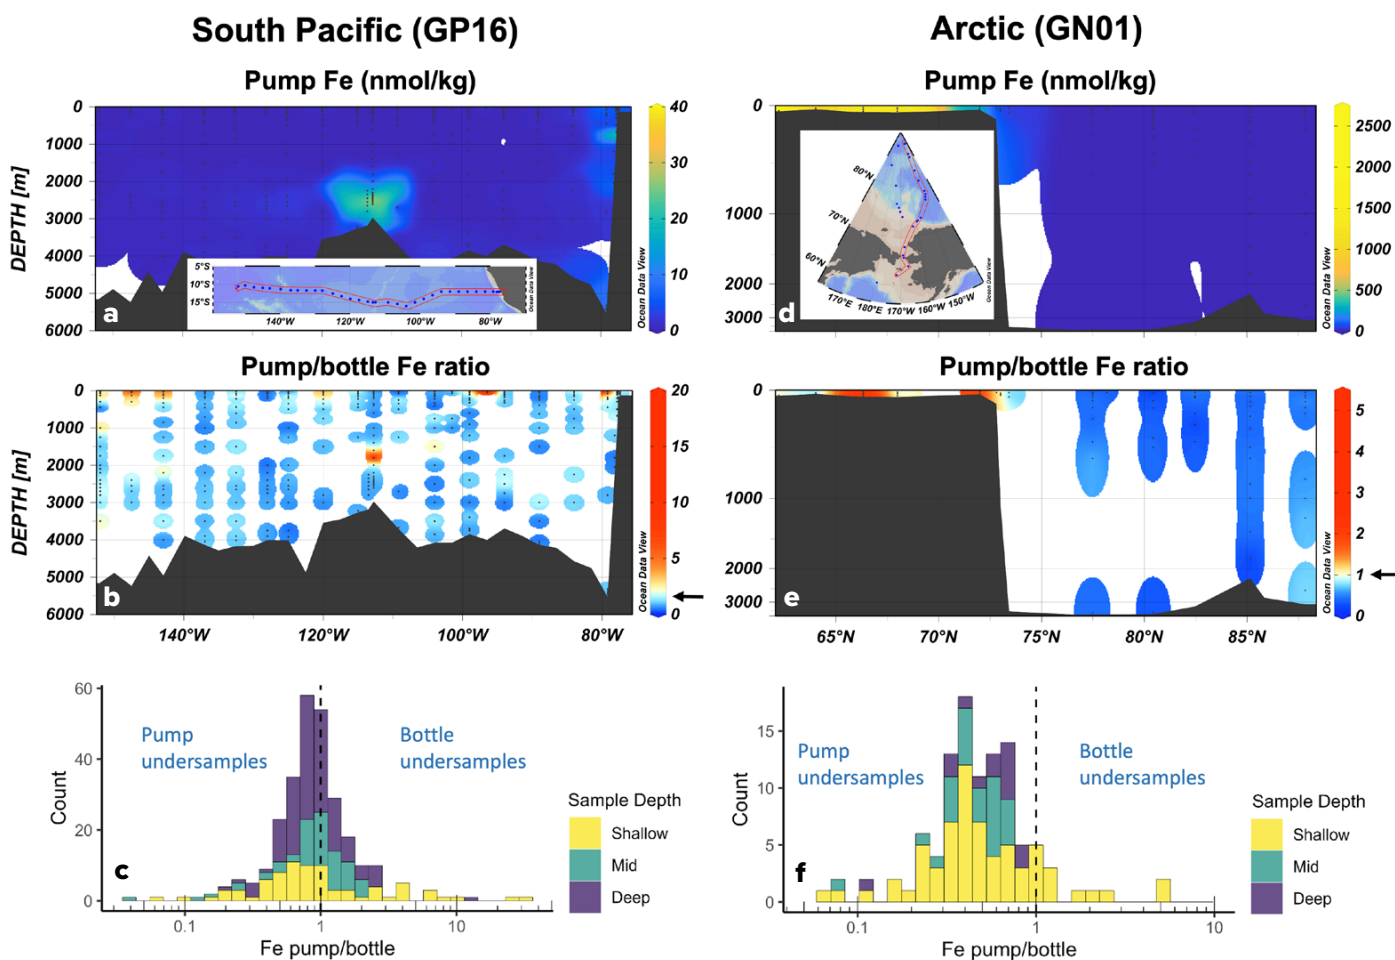 South Pacific (GP16)
Arctic (GN01)
Pump Fe (nmol/kg)
DEPTH [m]
0
1000
2000
3000
4000
5000
6000
a
5°S
10°S
15°S
140°W
120°W
100°W
80°W
Ocean Data View
Ocean Data View
40
30
20
10
0
Pump Fe (nmol/kg)
0
1000
2000
3000
d
80°N
70°N
60°N
170°E
180°E
170°W
160°W
150°W
Ocean Data View
Ocean Data View
2500
2000
1500
1000
500
0
Pump/bottle Fe ratio
DEPTH [m]
0
1000
2000
3000
4000
5000
6000
b
140°W
120°W
100°W
80°W
Ocean Data View
20
15
10
5
0
Pump/bottle Fe ratio
0
1000
2000
3000
e
65°N
70°N
75°N
80°N
85°N
Ocean Data View
5
4
3
2
1
0
Count
60
40
20
0
Pump
undersamples
Bottle
undersamples
c
0.1
1
10
Fe pump/bottle
Sample Depth
Shallow
Mid
Deep
Count
15
10
5
0
Pump
undersamples
Bottle
undersamples
f
0.1
1
10
Fe pump/bottle
Sample Depth
Shallow
Mid
Deep